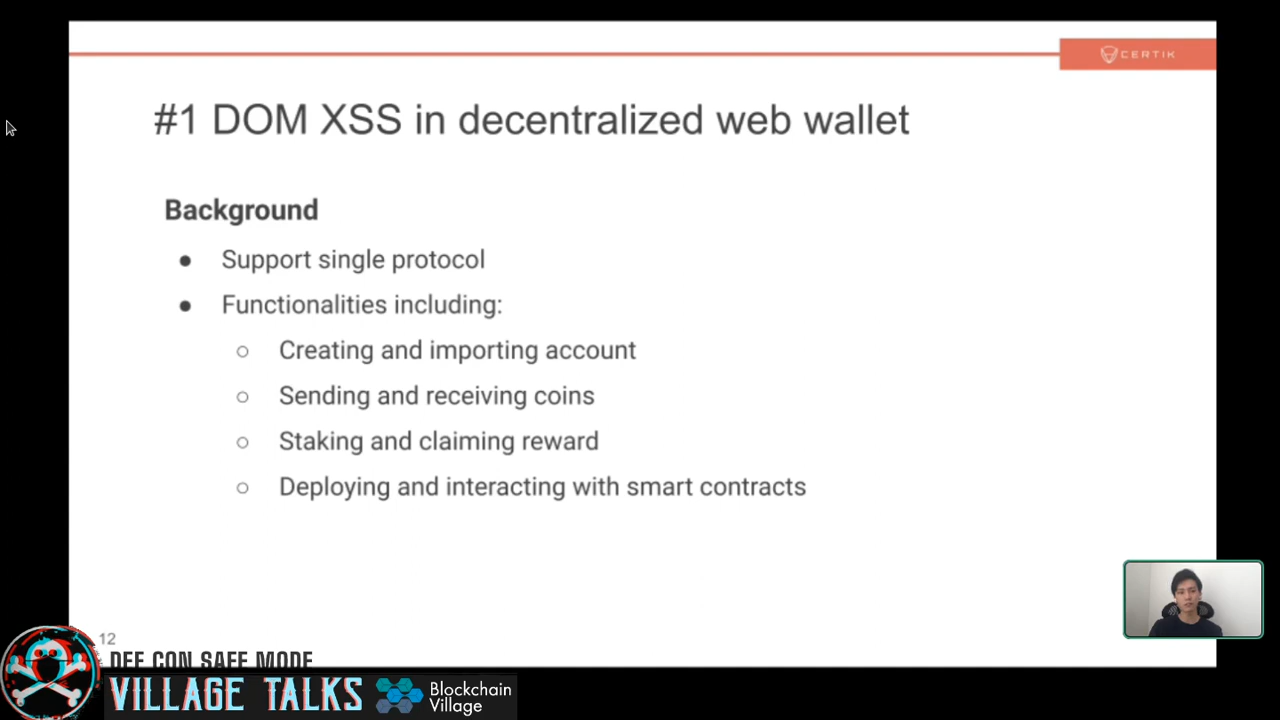 CERTIK
#1 DOM XSS in decentralized web wallet
Background
● Support single protocol
● Functionalities including:
○ Creating and importing account
○ Sending and receiving coins
○ Staking and claiming reward
○ Deploying and interacting with smart contracts
12
DEF CON SAFE MODE
VILLAGE TALKS
Blockchain
Village